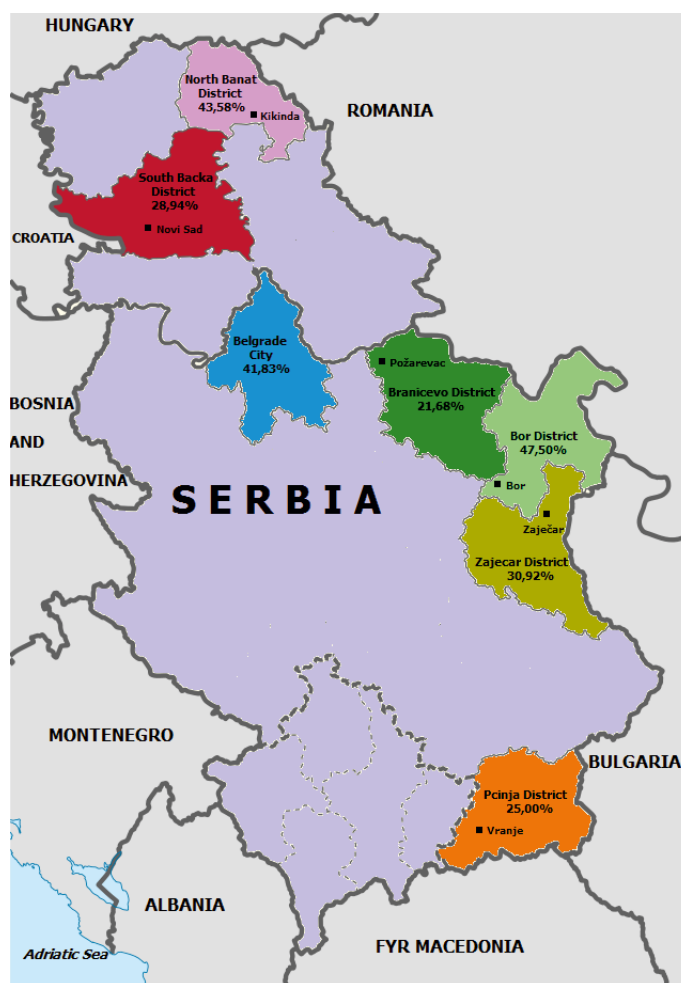 HUNGARY
North Banat
District
43,58%
Kikinda
ROMANIA
South Backa
District
28,94%
Novi Sad
CROATIA
Belgrade
City
41,83%
Požarevac
Branicevo District
21,68%
BOSNIA
AND
HERZEGOVINA
Bor District
47,50%
Bor
SERBIA
Zaječar
Zajecar District
30,92%
MONTENEGRO
BULGARIA
Pcinja District
25,00%
Vranje
ALBANIA
FYR MACEDONIA
Adriatic Sea